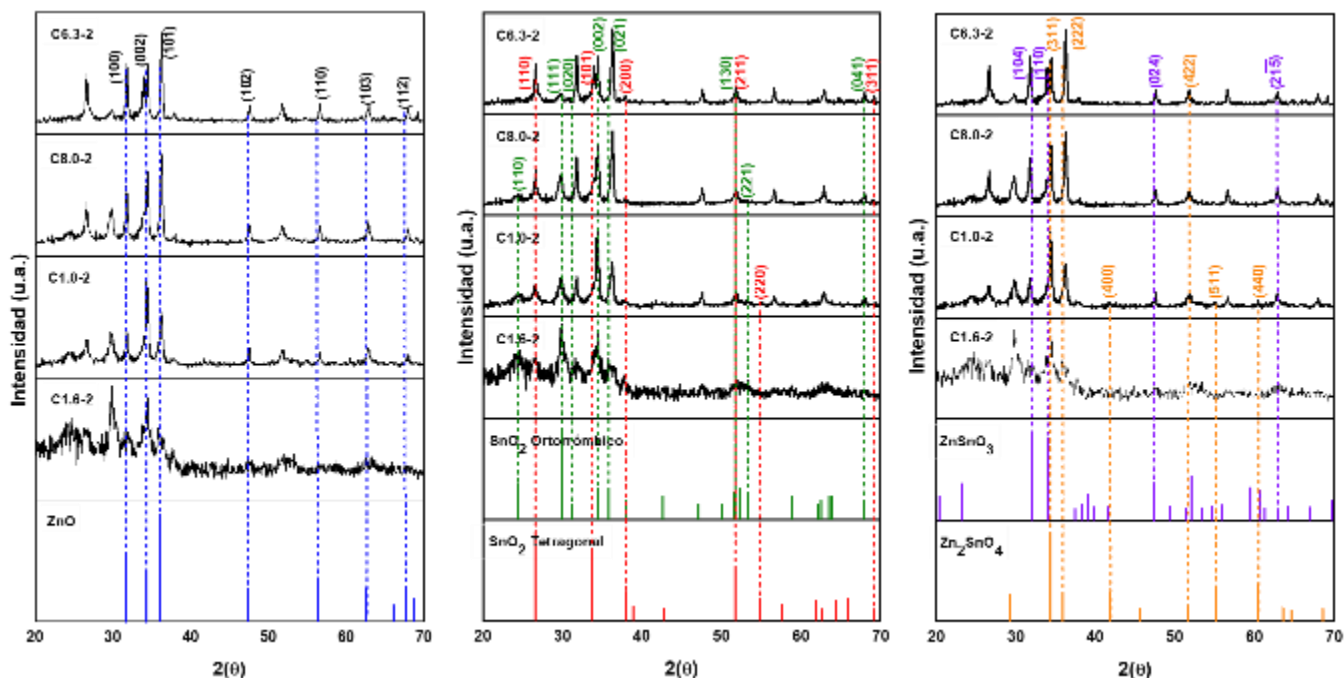 C6.3-2
(100)
(002)
(101)
(102)
(110)
(103)
(112)
C8.0-2
C1.0-2
C1.6-2
ZnO
Intensidad (u.a.)
20 30 40 50 60 70
2(θ)
C6.3-2
(110)
(111)
(020)
(101)
(002)
(021)
(200)
(130)
(211)
(041)
(311)
C8.0-2
(110)
(221)
C1.0-2
(220)
C1.6-2
SnO2 Ortorrómbico
SnO2 Tetragonal
Intensidad (u.a.)
20 30 40 50 60 70
2(θ)
C6.3-2
(104)
(110)
(311)
(222)
(024)
(422)
C8.0-2
C1.0-2
(400)
(511)
(440)
C1.6-2
ZnSnO3
Zn2SnO4
Intensidad (u.a.)
20 30 40 50 60 70
2(θ)